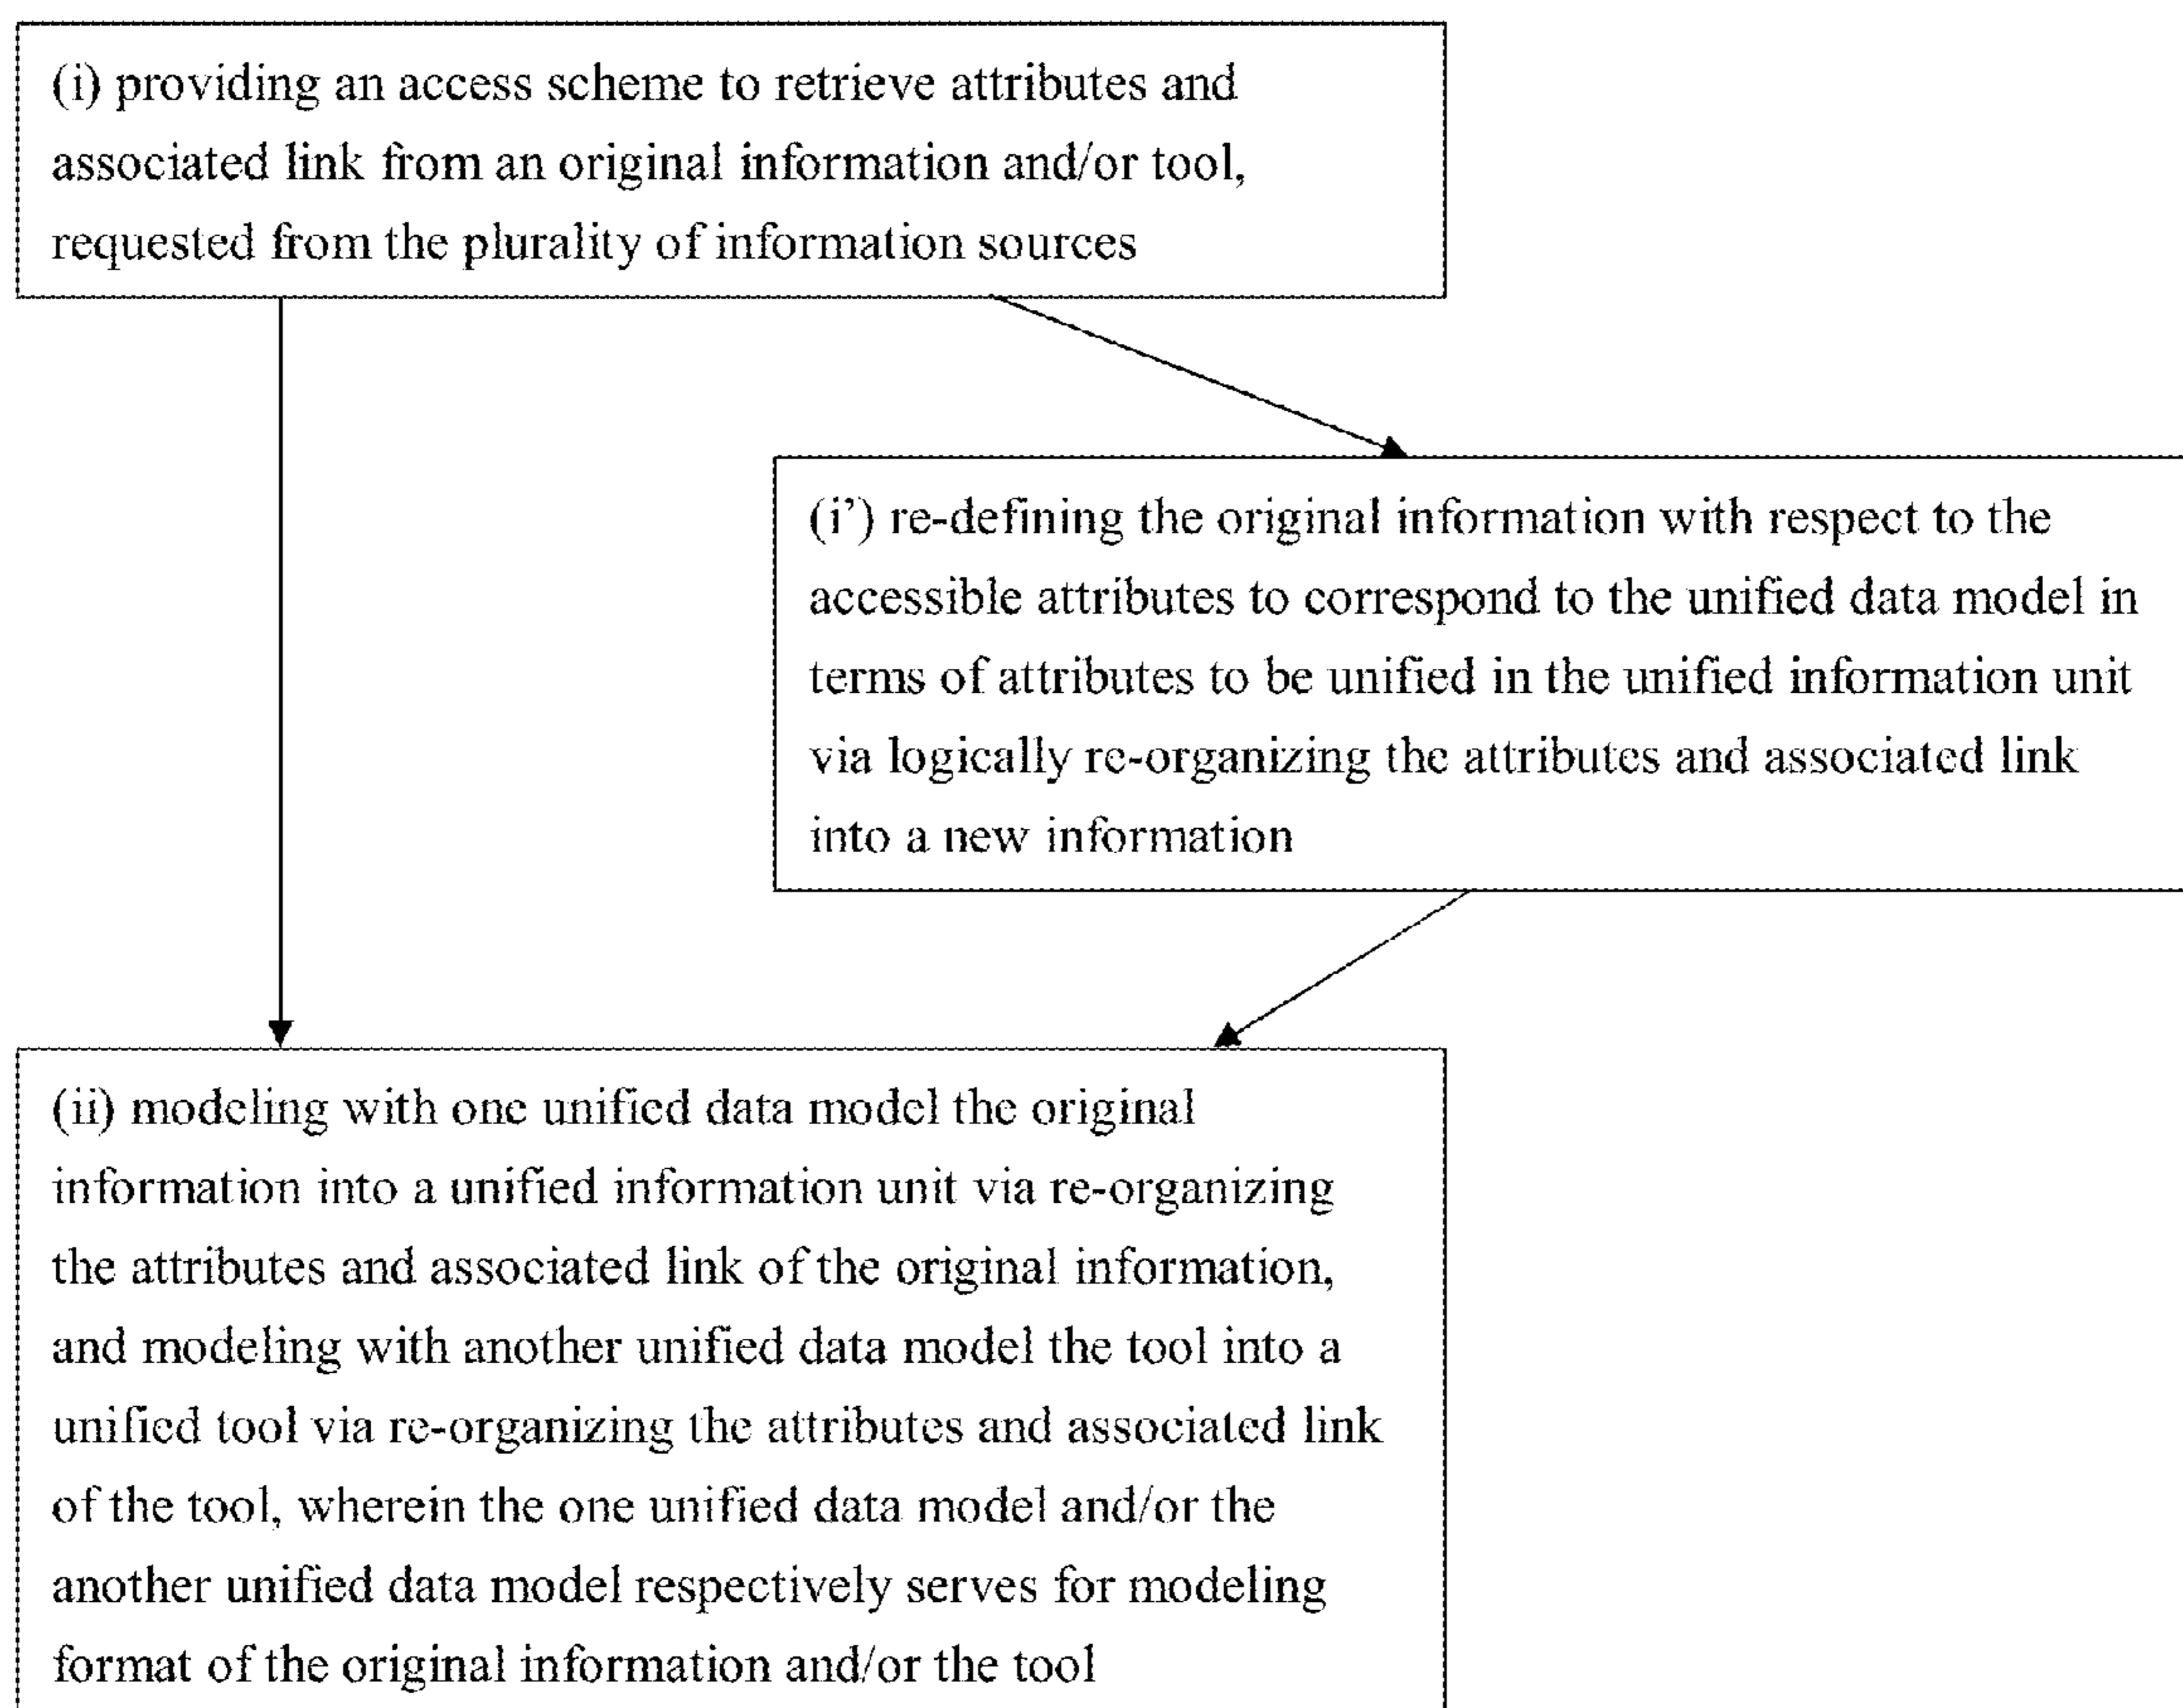 (i) providing an access scheme to retrieve attributes and
associated link from an original information and/or tool,
requested from the plurality of information sources
(i’) re-defining the original information with respect to the
accessible attributes to correspond to the unified data model in
terms of attributes to be unified in the unified information unit
via logically re-organizing the attributes and associated link
into a new information
(ii) modeling with one unified data model the original
information into a unified information unit via re-organizing
the attributes and associated link of the original information,
and modeling with another unified data model the tool into a
unified tool via re-organizing the attributes and associated link
of the tool, wherein the one unified data model and/or the
another unified data model respectively serves for modeling
format of the original information and/or the tool